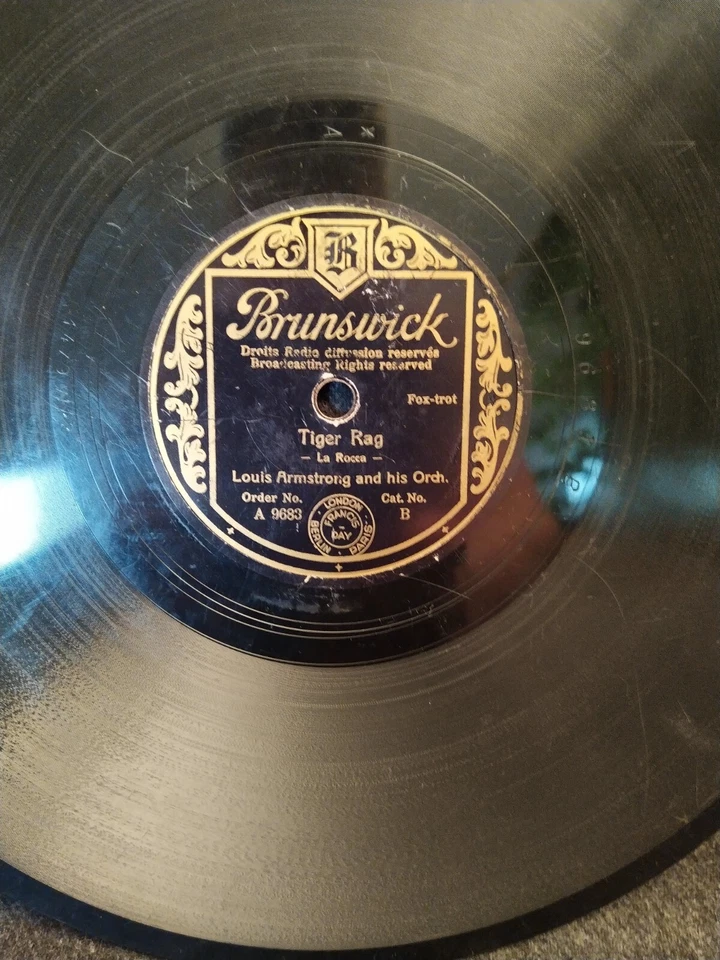 X
A
B
Brunswick
Droits Radio diffusion reservés
Broadcasting Rights reserved
Fox-trot
Tiger Rag
- La Rocca -
Louis Armstrong and his Orch.
Order No. Cat. No.
A 9683 B
LONDON
FRANCIS
-
DAY
BERLIN PARIS